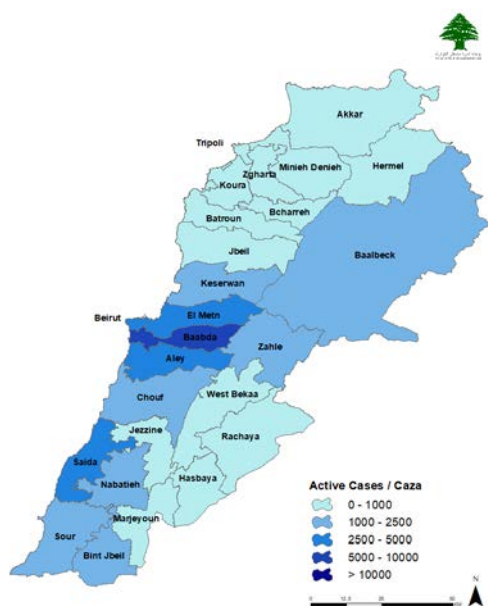 Akkar
Tripoli
Minieh Denieh
Hermel
Zgharta
Koura
Bcharreh
Batroun
Jbeil
Baalbeck
Keserwan
El Metn
Beirut
Baabda
Zahle
Aley
West Bekaa
Chouf
Jezzine
Rachaya
Saida
Hasbaya
Nabatieh
Marjeyoun
Sour
Bint Jbeil
Active Cases / Caza
0 - 1000
1000 - 2500
2500 - 5000
5000 - 10000
> 10000
N